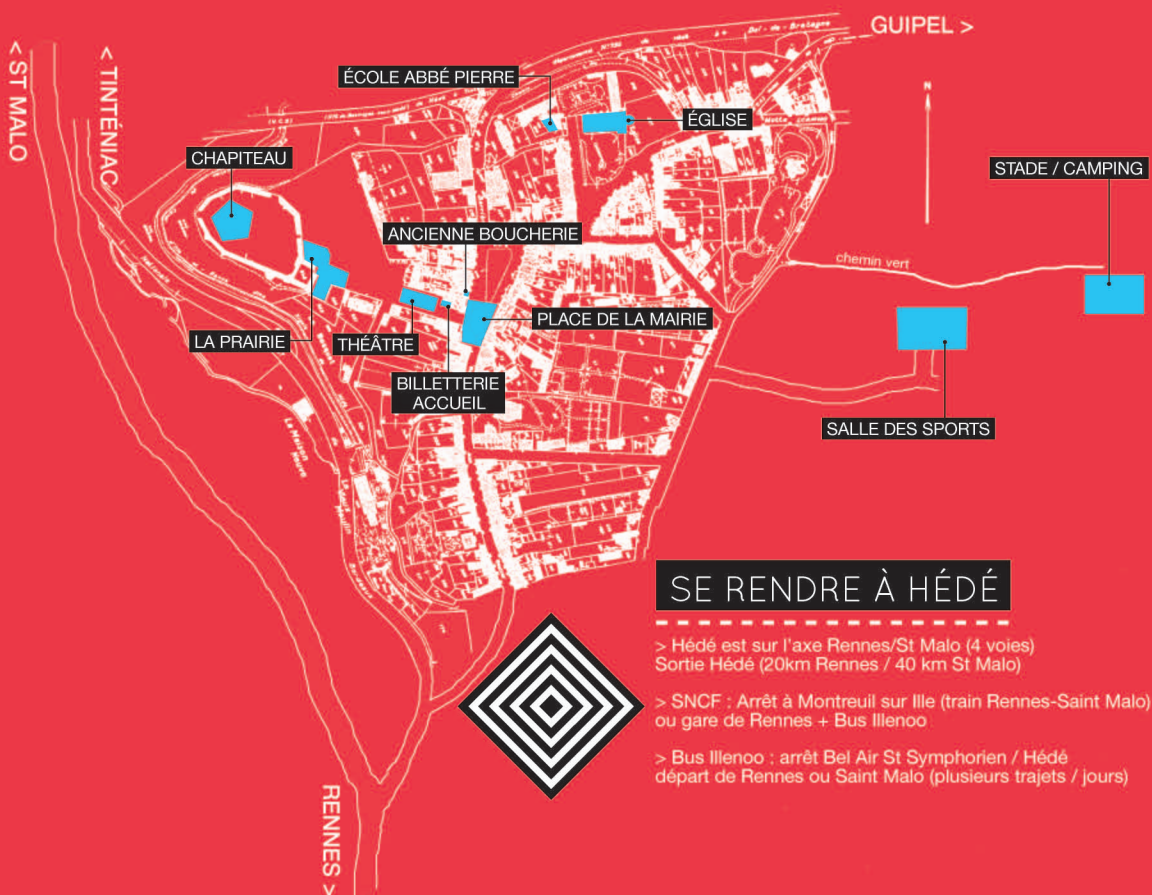 GUIPEL >
< ST MALO
< TINTÉNIAC
ÉCOLE ABBÉ PIERRE
ÉGLISE
N
CHAPITEAU
STADE / CAMPING
ANCIENNE BOUCHERIE
chemin vert
LA PRAIRIE
THÉÂTRE
PLACE DE LA MAIRIE
BILLETTERIE
ACCUEIL
SALLE DES SPORTS
La Maison
Neuve
SE RENDRE À HÉDÉ
> Hédé est sur l'axe Rennes/St Malo (4 voies)
Sortie Hédé (20km Rennes / 40 km St Malo)
> SNCF : Arrêt à Montreuil sur Ille (train Rennes-Saint Malo)
ou gare de Rennes + Bus Illenoo
> Bus Illenoo : arrêt Bel Air St Symphorien / Hédé
départ de Rennes ou Saint Malo (plusieurs trajets / jours)
RENNES >